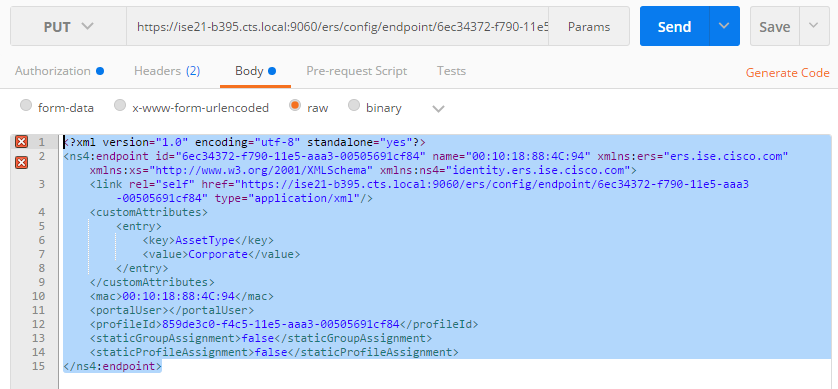 PUT https://ise21-b395.cts.local:9060/ers/config/endpoint/6ec34372-f790-11e5 Params Send Save
Authorization Headers (2) Body Pre-request Script Tests Generate Code
form-data x-www-form-urlencoded raw binary
1 <?xml version="1.0" encoding="utf-8" standalone="yes"?>
2 <ns4:endpoint id="6ec34372-f790-11e5-aaa3-00505691cf84" name="00:10:18:88:4C:94" xmlns:ers="ers.ise.cisco.com"
xmlns:xs="http://www.w3.org/2001/XMLSchema" xmlns:ns4="identity.ers.ise.cisco.com">
3 <link rel="self" href="https://ise21-b395.cts.local:9060/ers/config/endpoint/6ec34372-f790-11e5-aaa3
-00505691cf84" type="application/xml"/>
4 <customAttributes>
5 <entry>
6 <key>AssetType</key>
7 <value>Corporate</value>
8 </entry>
9 </customAttributes>
10 <mac>00:10:18:88:4C:94</mac>
11 <portalUser></portalUser>
12 <profileId>859de3c0-f4c5-11e5-aaa3-00505691cf84</profileId>
13 <staticGroupAssignment>false</staticGroupAssignment>
14 <staticProfileAssignment>false</staticProfileAssignment>
15 </ns4:endpoint>